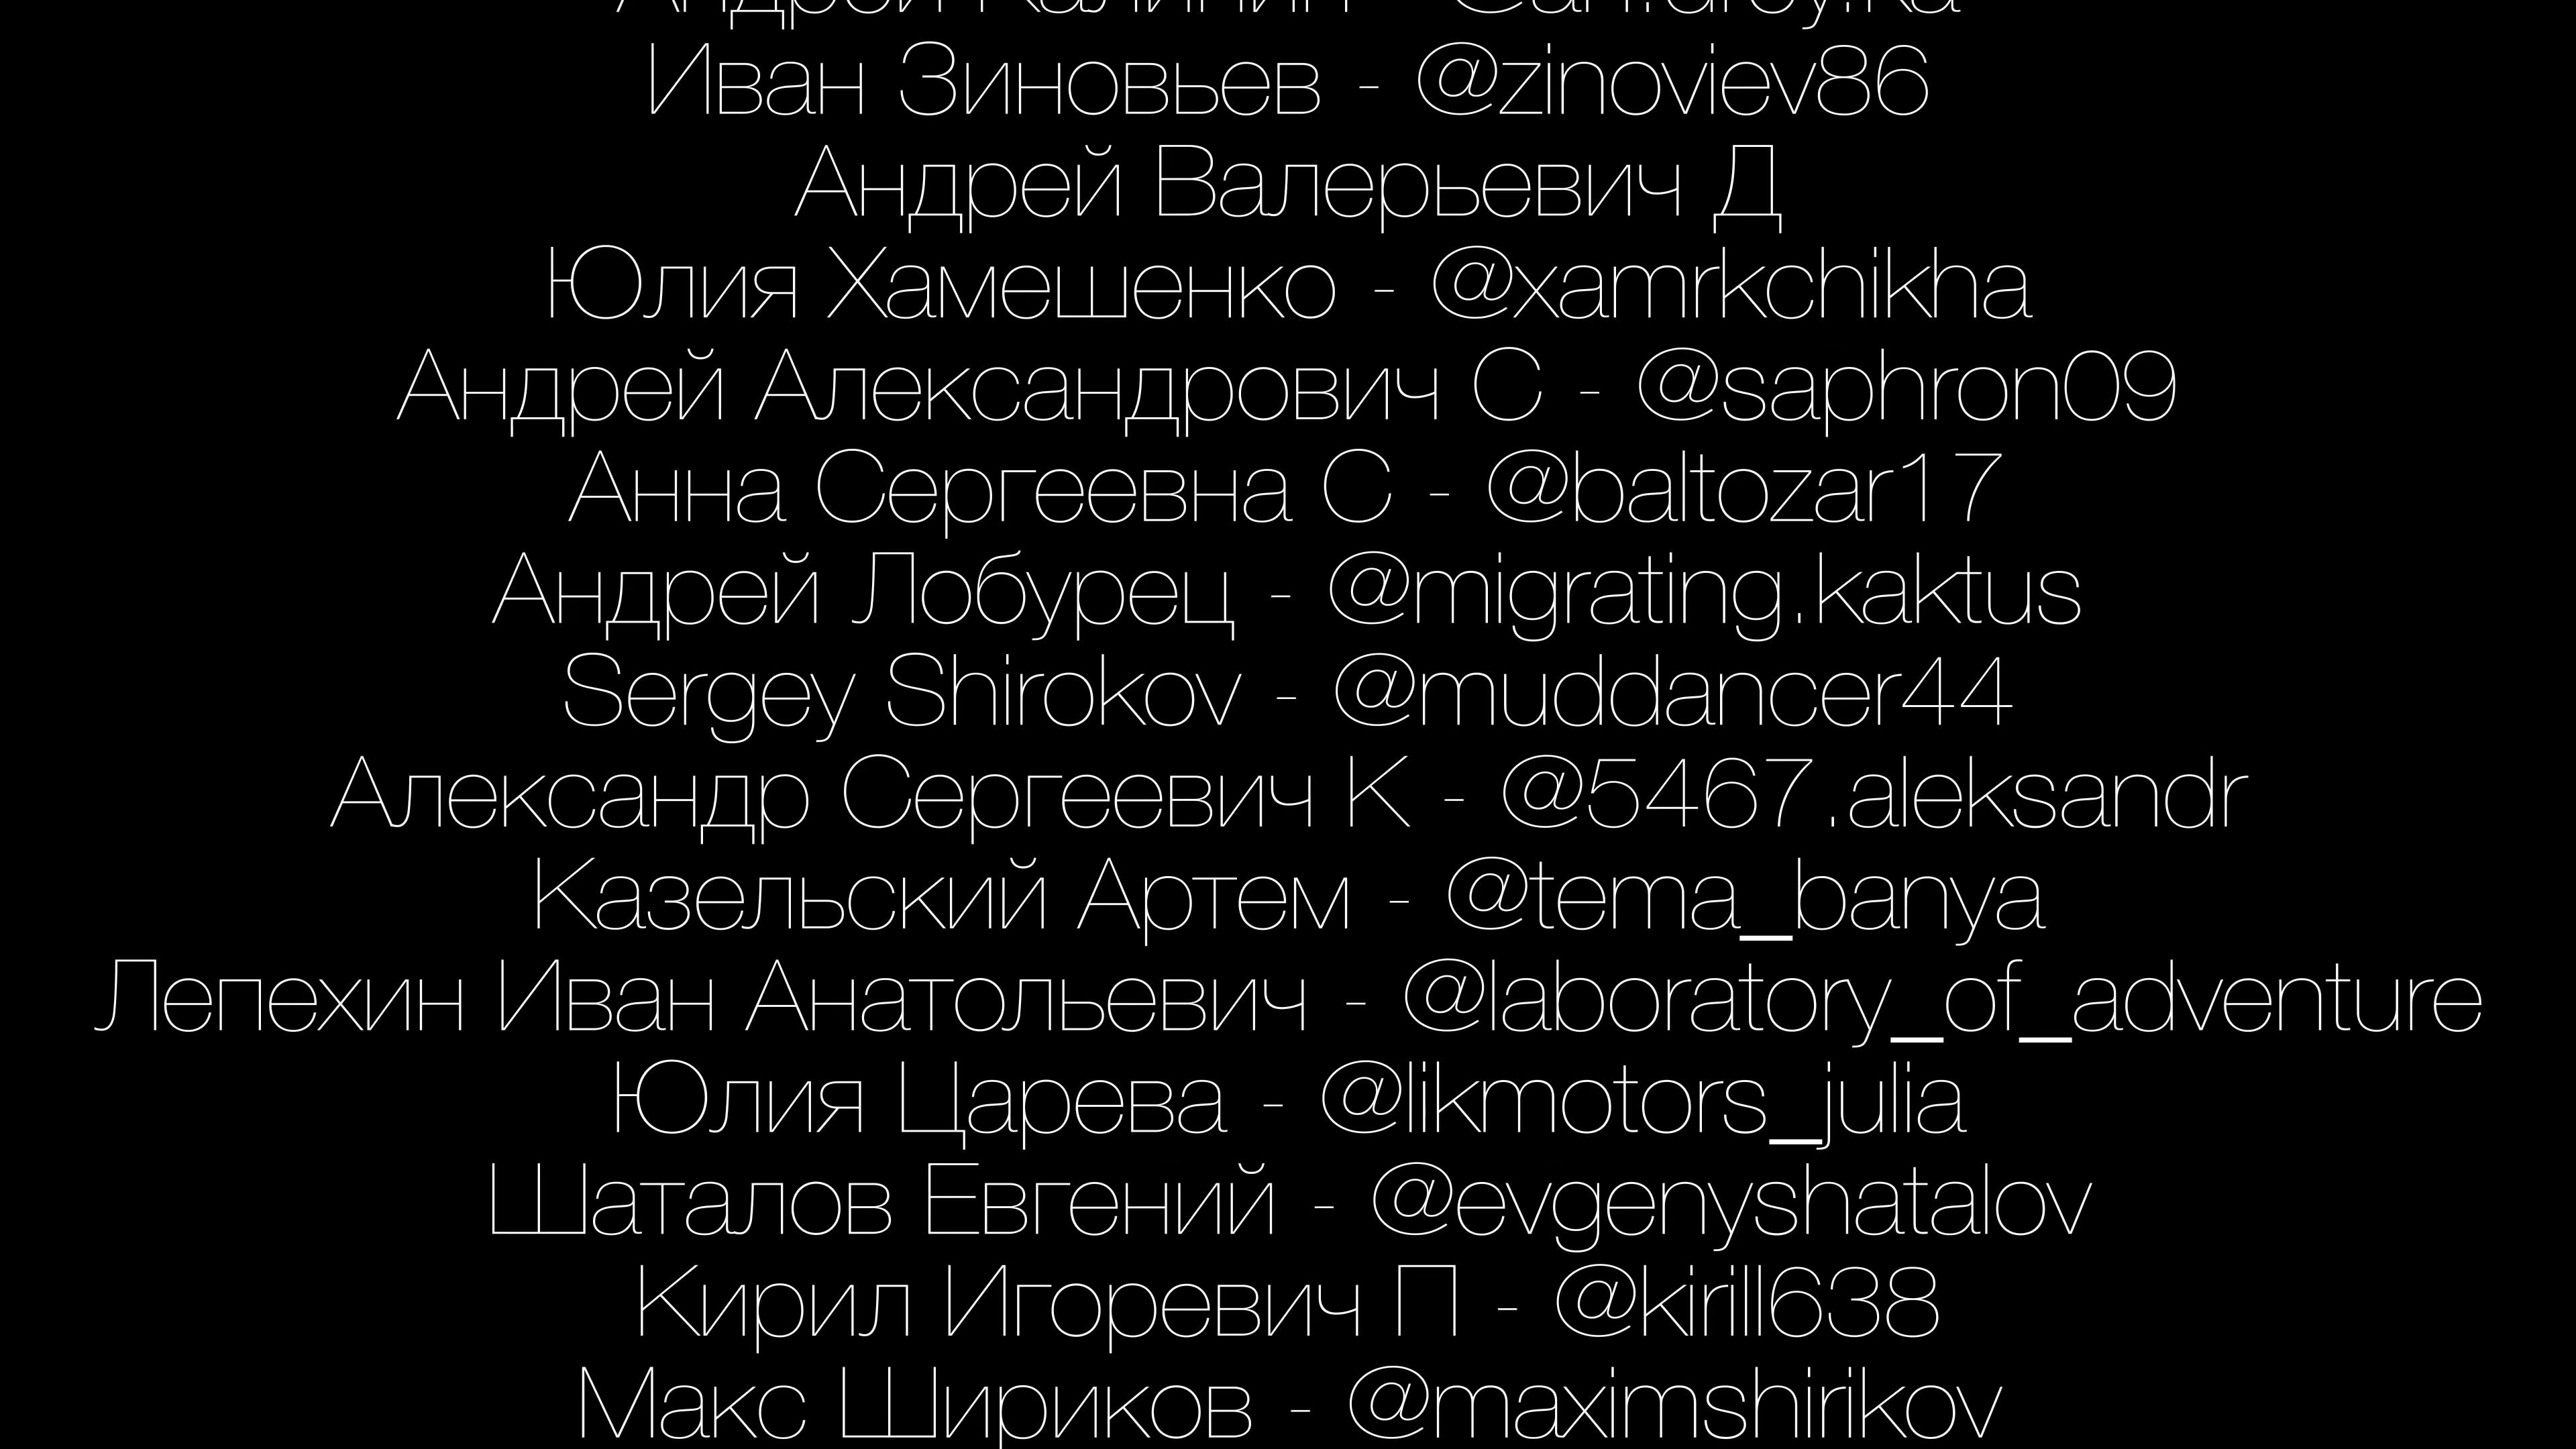 Иван Зиновьев - @zinoviev86
Андрей Валерьевич Д
Юлия Хамешенко - @xamrkchikha
Андрей Александрович С - @saphron09
Анна Сергеевна С - @baltozar17
Андрей Лобурец - @migrating.kaktus
Sergey Shirokov - @muddancer44
Александр Сергеевич К - @5467.aleksandr
Казельский Артем - @tema_banya
Лепехин Иван Анатольевич - @laboratory_of_adventure
Юлия Царева - @likmotors_julia
Шаталов Евгений - @evgenyshatalov
Кирил Игоревич П - @kirill638
Макс Шириков - @maximshirikov